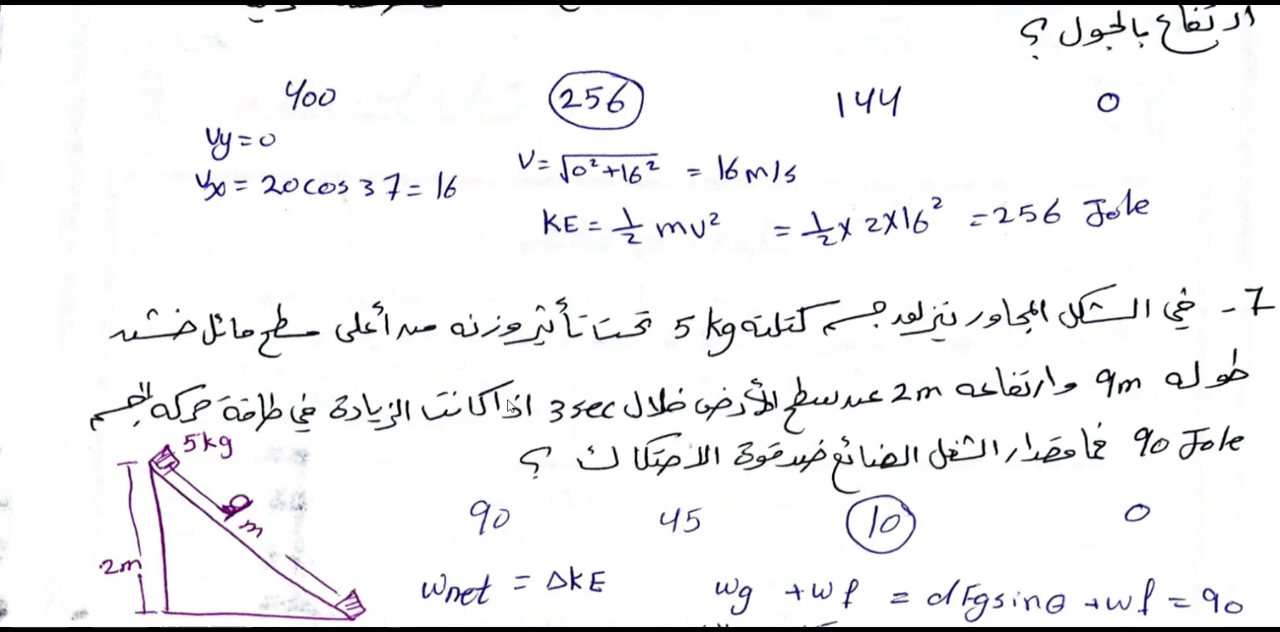 ارتفاع بالجول ؟
400 256 144 0
Vy = 0
Vx = 20 cos 37 = 16
V = √0²+16² = 16 m/s
KE = ½ mv² = ½ x 2 x 16² = 256 Jole
7- في الشكل المجاور ينزلق جسم كتلته 5 kg تحت تأثير وزنه من أعلى سطح مائل خشن
طوله 9m وارتفاعه 2m عن سطح الأرض خلال 3 sec اذا كانت الزيادة في طاقة حركة الجسم
90 Jole فما مقدار الشغل الضائع ضد قوة الاحتكاك ؟
5kg
9 m
2m
90 45 10 0
Wnet = ΔKE
wg + wf = dFg sinθ + wf = 90